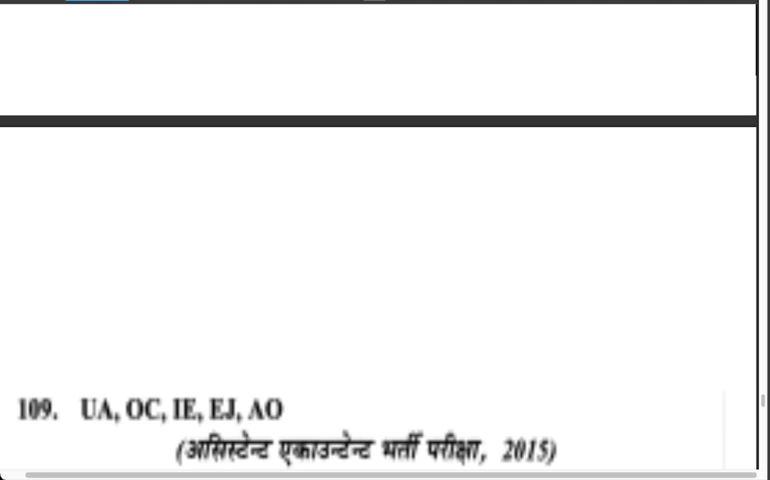 109. UA, OC, IE, EJ, AO
(असिस्टेन्ट एकाउन्टेन्ट भर्ती परीक्षा, 2015)